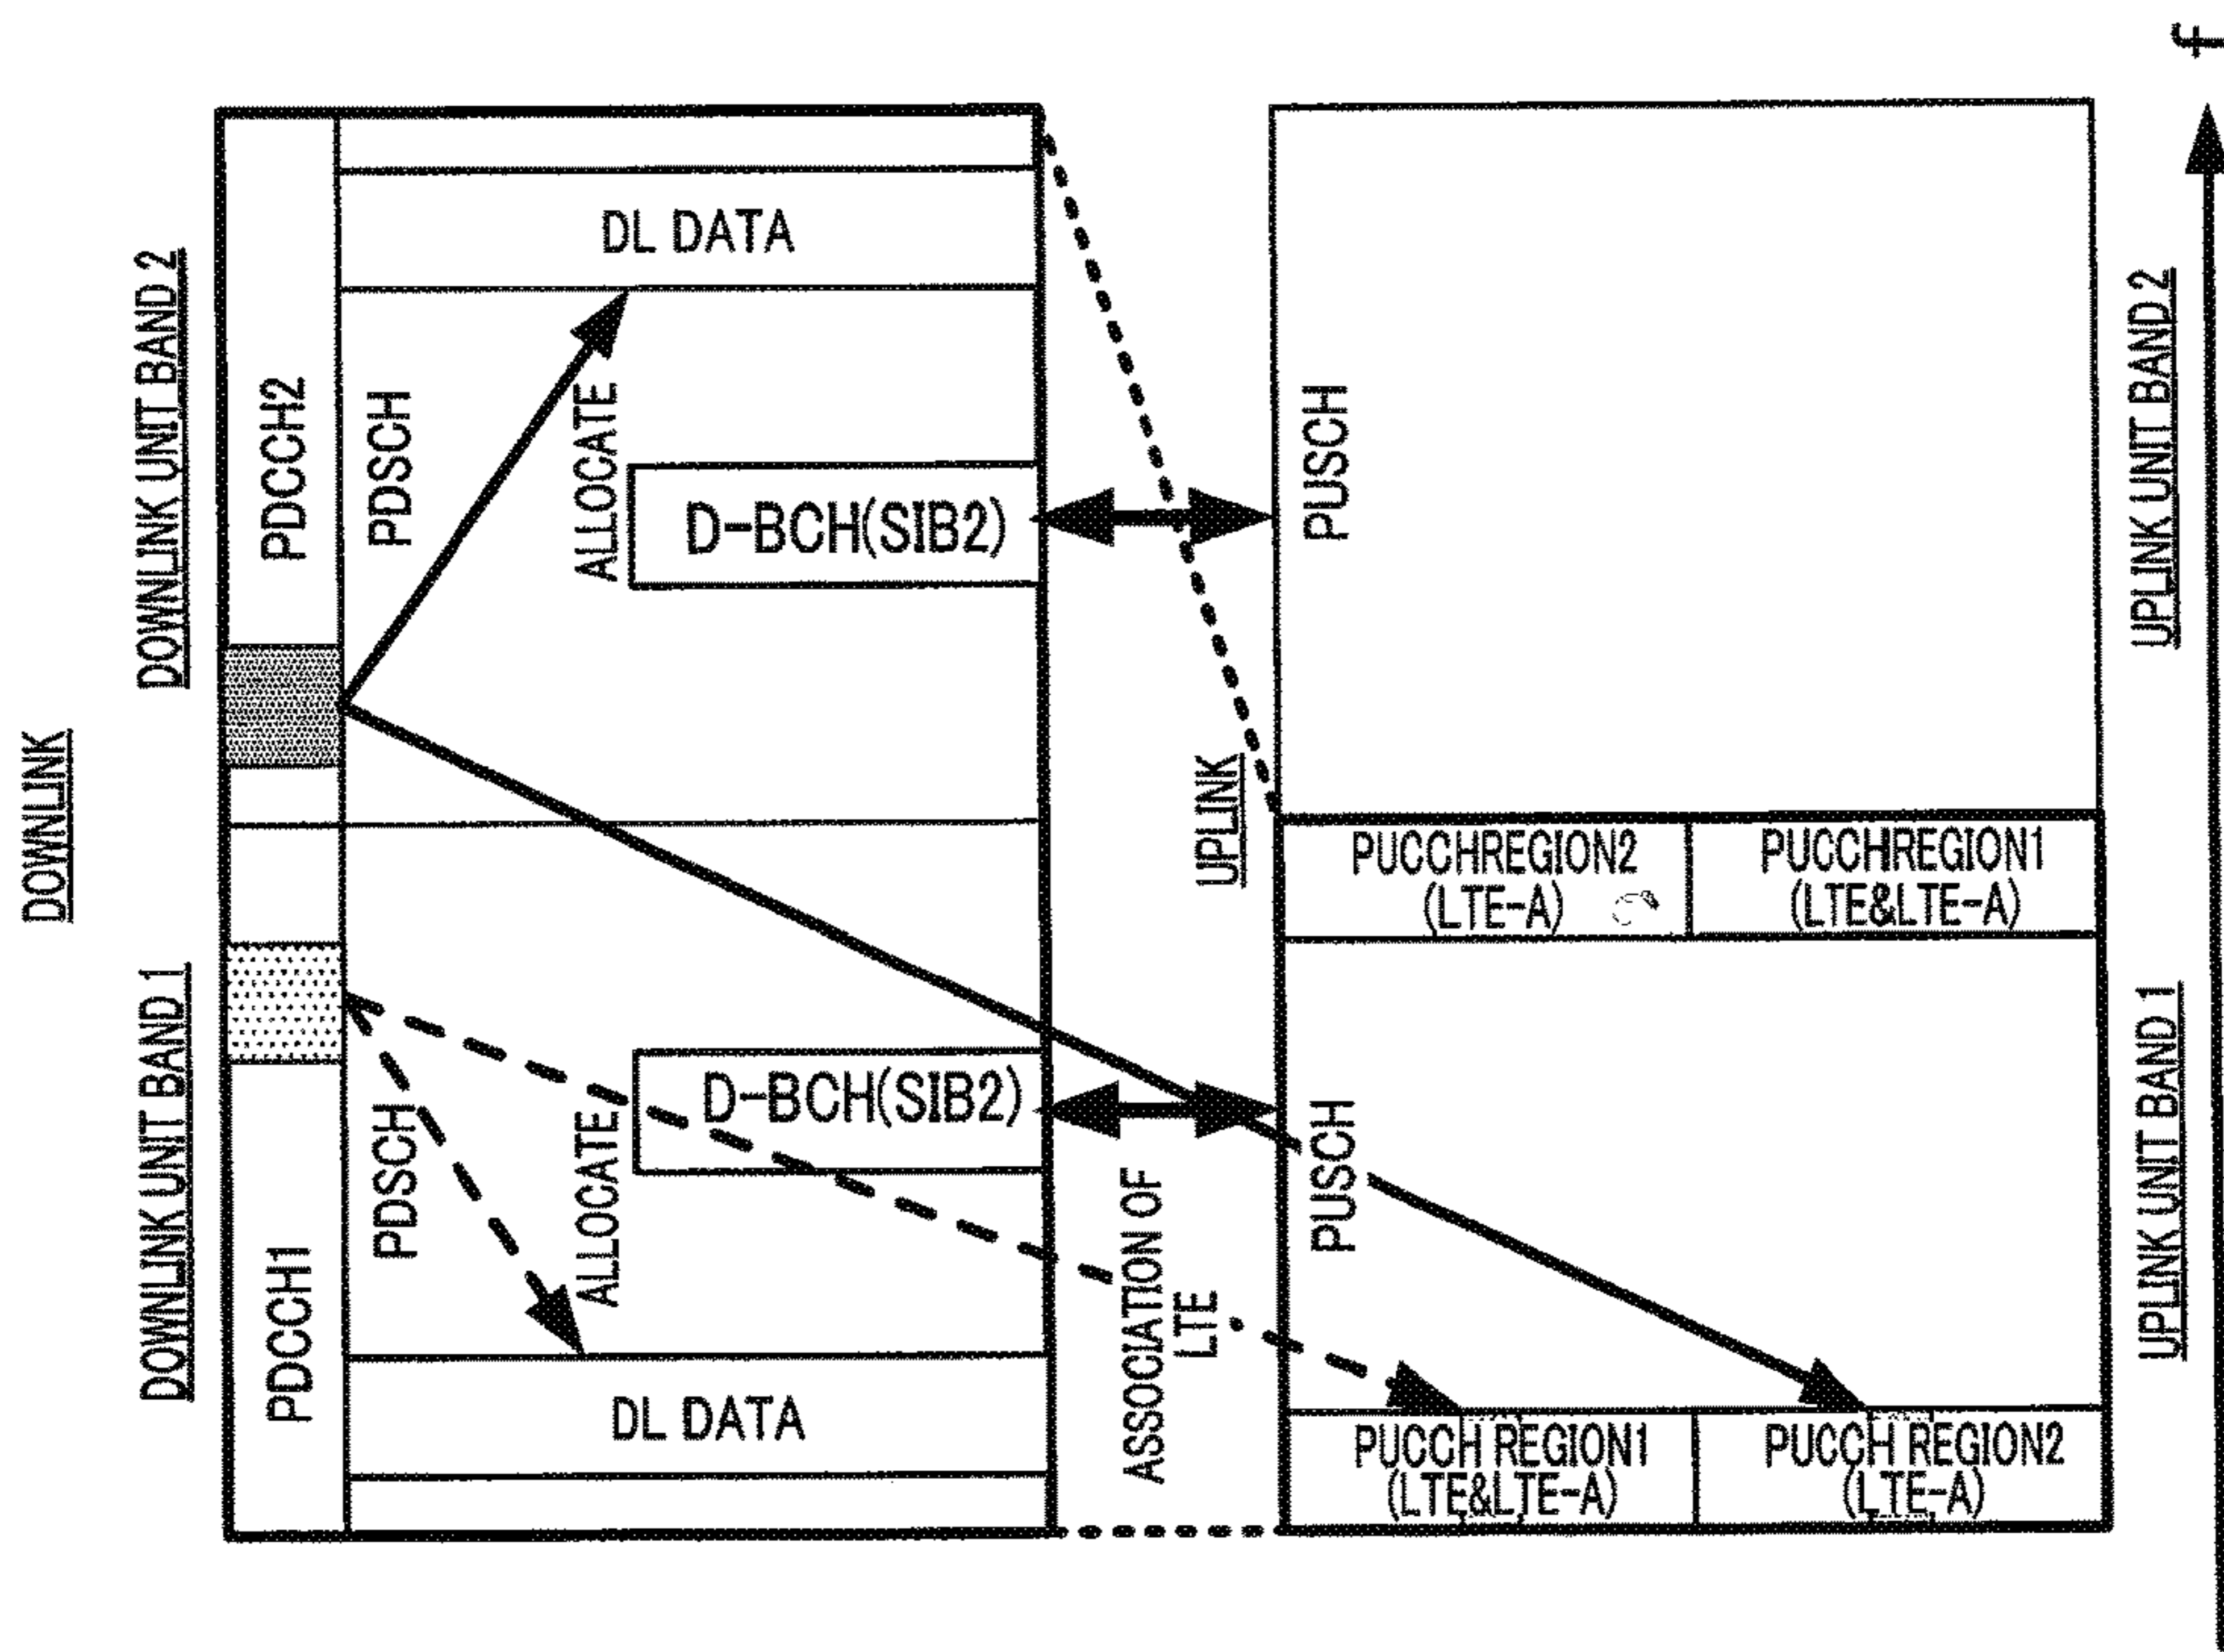 DOWNLINK
DOWNLINK UNIT BAND 1
DOWNLINK UNIT BAND 2
PDCCH1
PDCCH2
PDSCH
PDSCH
ALLOCATE
ALLOCATE
DL DATA
D-BCH(SIB2)
D-BCH(SIB2)
DL DATA
ASSOCIATION OF
LTE
UPLINK
PUSCH
PUSCH
PUCCH REGION1
(LTE&LTE-A)
PUCCH REGION2
(LTE-A)
PUCCHREGION2
(LTE-A)
PUCCHREGION1
(LTE&LTE-A)
UPLINK UNIT BAND 1
UPLINK UNIT BAND 2
f